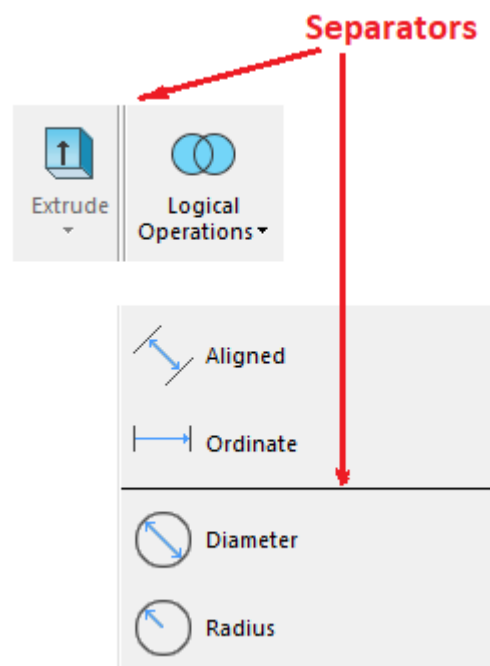 Separators
Extrude
Logical
Operations
Aligned
Ordinate
Diameter
Radius